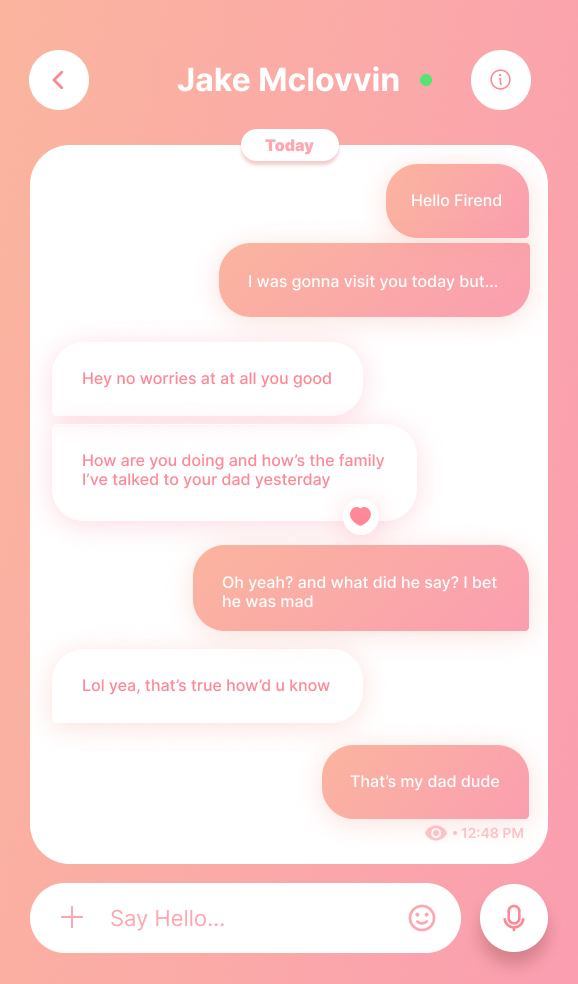 Jake Mclovvin
Today
Hello Firend
I was gonna visit you today but...
Hey no worries at at all you good
How are you doing and how's the family
I've talked to your dad yesterday
Oh yeah? and what did he say? I bet
he was mad
Lol yea, that's true how'd u know
That's my dad dude
• 12:48 PM
Say Hello...